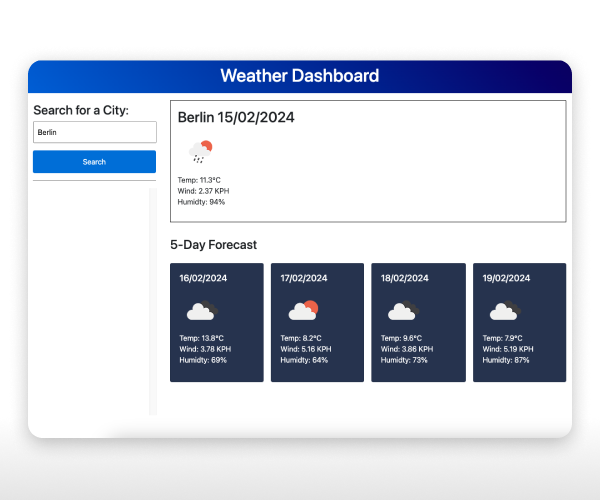 Weather Dashboard
Search for a City:
Berlin
Search
Berlin 15/02/2024
Temp: 11.3°C
Wind: 2.37 KPH
Humidty: 94%
5-Day Forecast
16/02/2024
Temp: 13.8°C
Wind: 3.78 KPH
Humidty: 69%
17/02/2024
Temp: 8.2°C
Wind: 5.16 KPH
Humidty: 64%
18/02/2024
Temp: 9.6°C
Wind: 3.86 KPH
Humidty: 73%
19/02/2024
Temp: 7.9°C
Wind: 5.19 KPH
Humidty: 87%